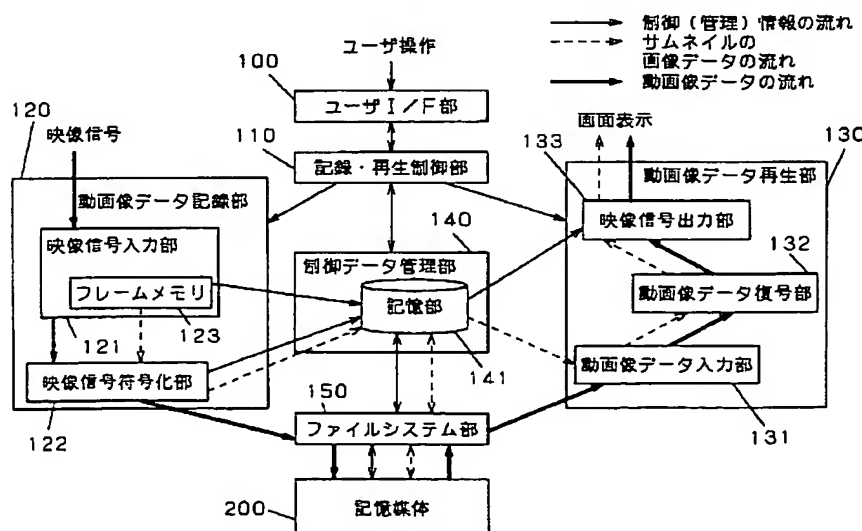 制御(管理)情報の流れ
サムネイルの
画像データの流れ
動画像データの流れ
ユーザ操作
100
ユーザI/F部
110
記録・再生制御部
120
映像信号
動画像データ記録部
映像信号入力部
フレームメモリ
123
121
映像信号符号化部
122
140
制御データ管理部
記憶部
141
150
ファイルシステム部
200
記憶媒体
画面表示
130
133
動画像データ再生部
映像信号出力部
132
動画像データ復号部
動画像データ入力部
131